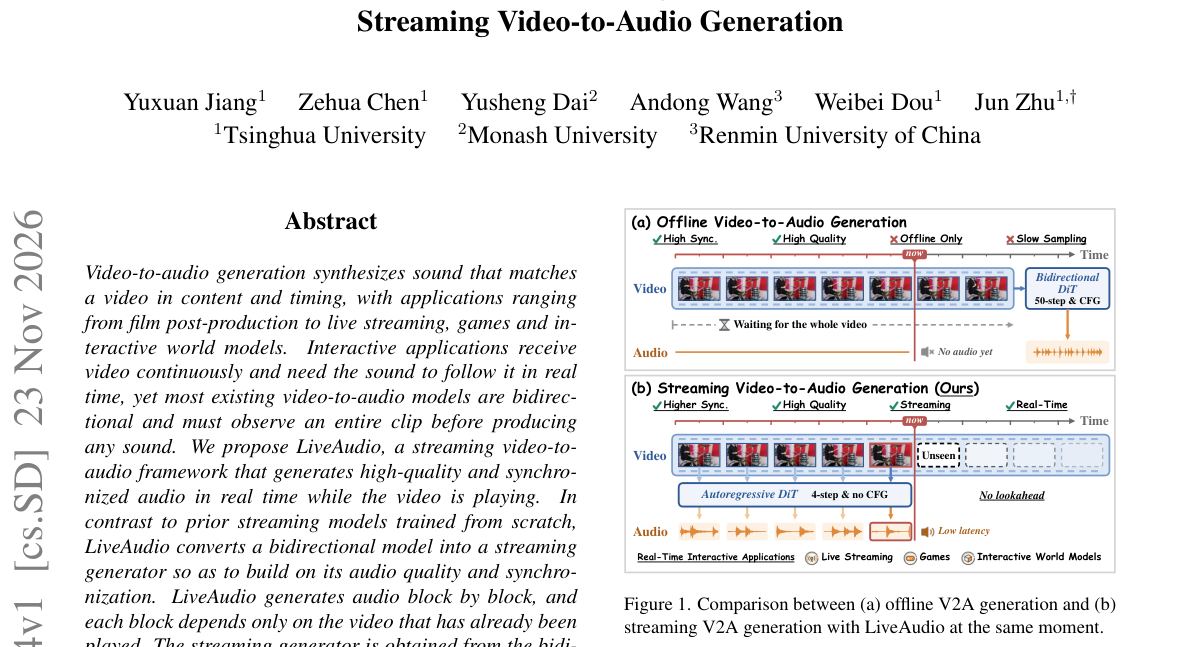 Streaming Video-to-Audio Generation
Yuxuan Jiang1 Zehua Chen1 Yusheng Dai2 Andong Wang3 Weibei Dou1 Jun Zhu1,†
1Tsinghua University 2Monash University 3Renmin University of China
4v1 [cs.SD] 23 Nov 2026
Abstract
Video-to-audio generation synthesizes sound that matches
a video in content and timing, with applications ranging
from film post-production to live streaming, games and in-
teractive world models. Interactive applications receive
video continuously and need the sound to follow it in real
time, yet most existing video-to-audio models are bidirec-
tional and must observe an entire clip before producing
any sound. We propose LiveAudio, a streaming video-to-
audio framework that generates high-quality and synchro-
nized audio in real time while the video is playing. In
contrast to prior streaming models trained from scratch,
LiveAudio converts a bidirectional model into a streaming
generator so as to build on its audio quality and synchro-
nization. LiveAudio generates audio block by block, and
each block depends only on the video that has already been
played. The streaming generator is obtained from the bidi-
(a) Offline Video-to-Audio Generation
High Sync. High Quality Offline Only Slow Sampling
now Time
Video
Bidirectional
DiT
50-step & CFG
Waiting for the whole video
Audio No audio yet
(b) Streaming Video-to-Audio Generation (Ours)
Higher Sync. High Quality Streaming Real-Time
now Time
Video Unseen
Autoregressive DiT 4-step & no CFG No lookahead
Audio Low latency
Real-Time Interactive Applications Live Streaming Games Interactive World Models
Figure 1. Comparison between (a) offline V2A generation and (b)
streaming V2A generation with LiveAudio at the same moment.